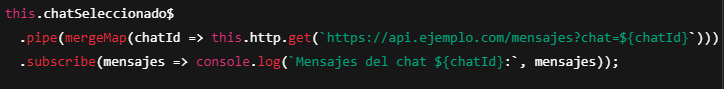 this.chatSeleccionado$
.pipe(mergeMap(chatId => this.http.get(`https://api.ejemplo.com/mensajes?chat=${chatId}`)))
.subscribe(mensajes => console.log(`Mensajes del chat ${chatId}:`, mensajes));